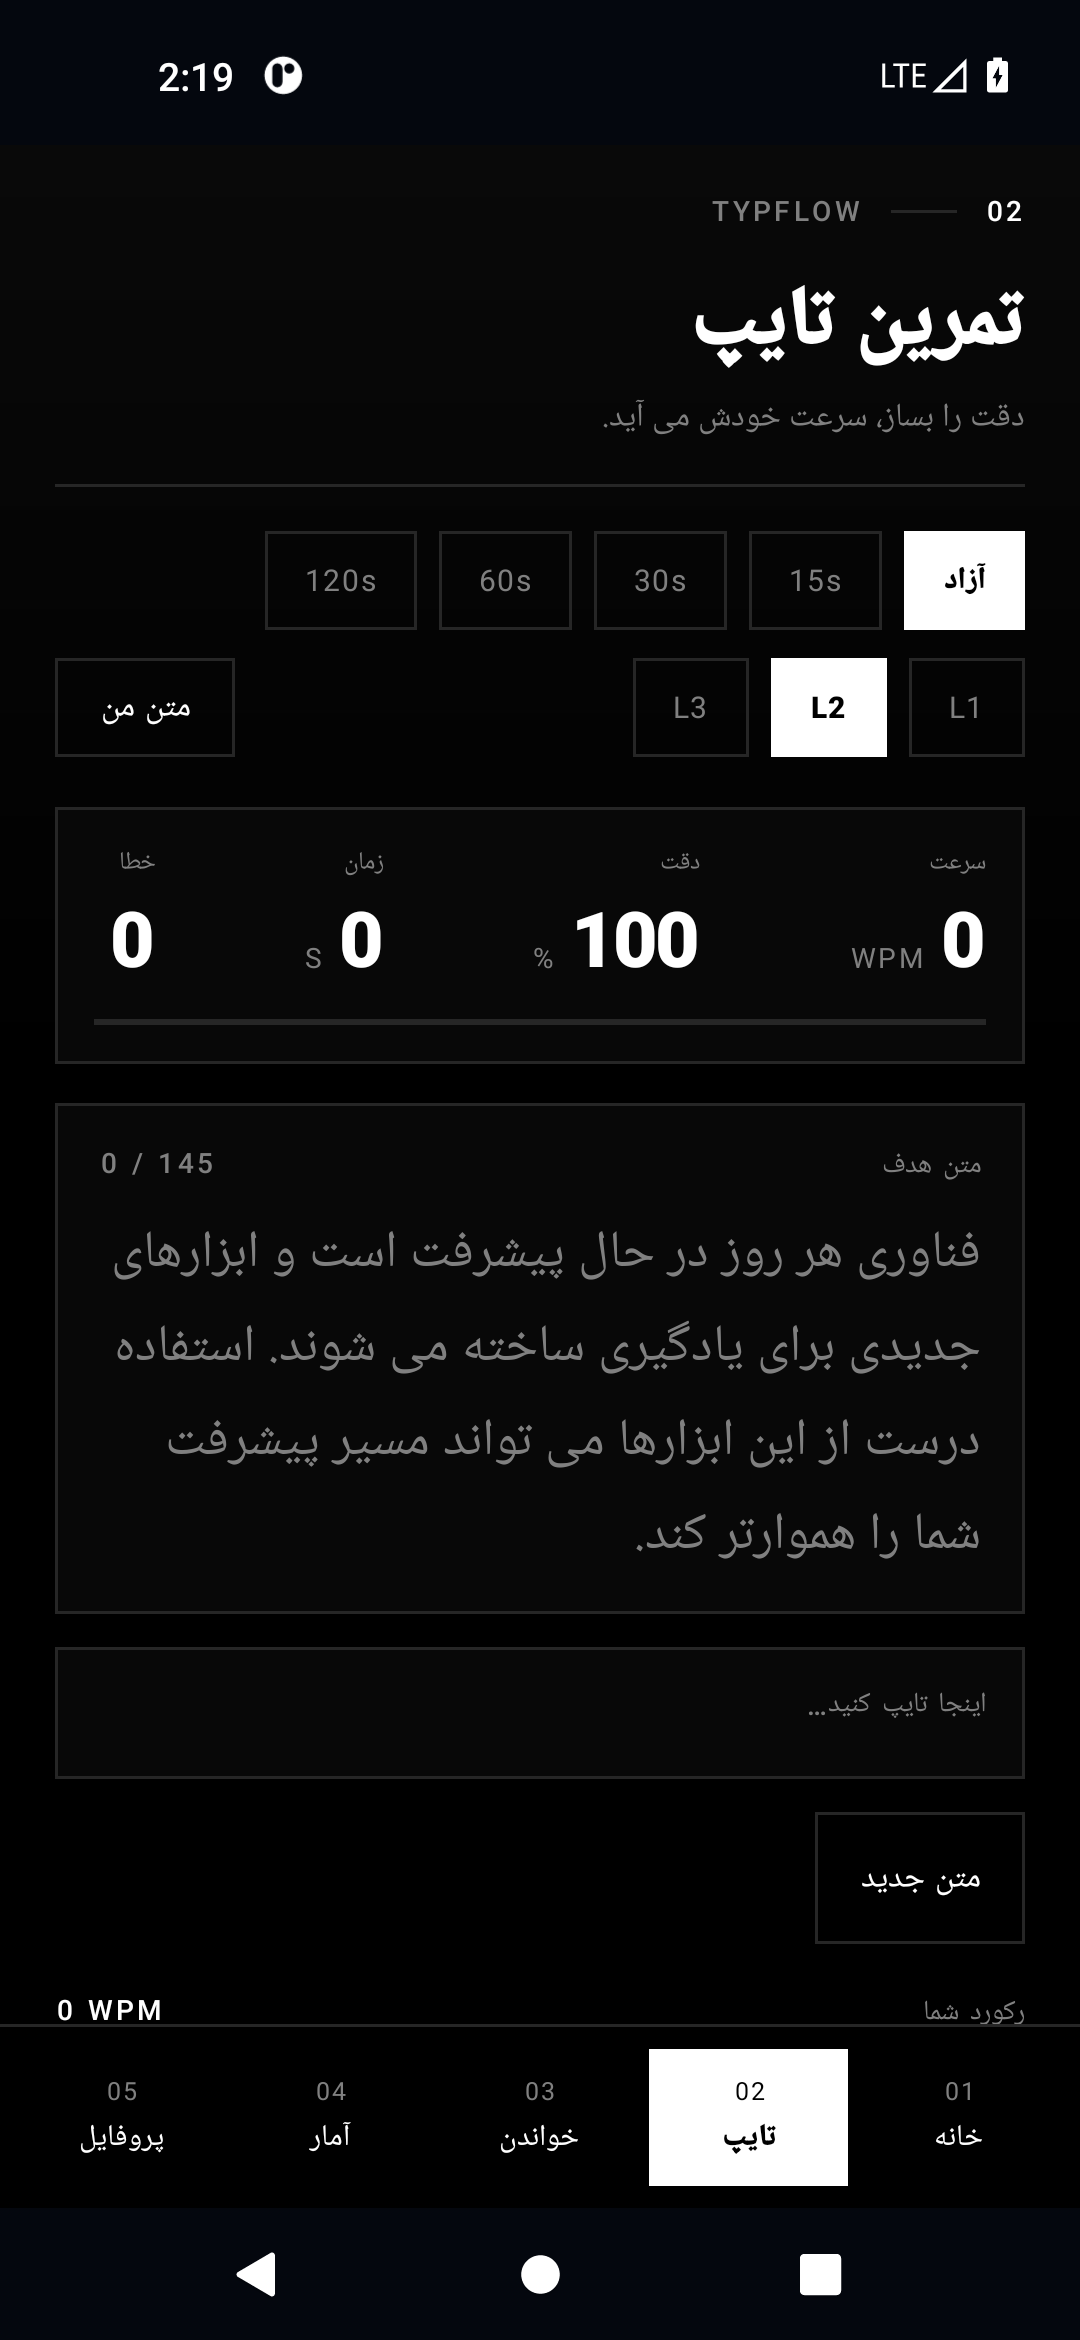 2:19 LTE
02 TYPFLOW
تمرین تایپ
دقت را بساز، سرعت خودش می آید.
آزاد 15s 30s 60s 120s
L1 L2 L3 متن من
سرعت دقت زمان خطا
0 WPM 100 % 0 S 0
متن هدف 0 / 145
فناوری هر روز در حال پیشرفت است و ابزارهای
جدیدی برای یادگیری ساخته می شوند. استفاده
درست از این ابزارها می تواند مسیر پیشرفت
شما را هموارتر کند.
اینجا تایپ کنید...
متن جدید
رکورد شما 0 WPM
01 02 03 04 05
خانه تایپ خواندن آمار پروفایل